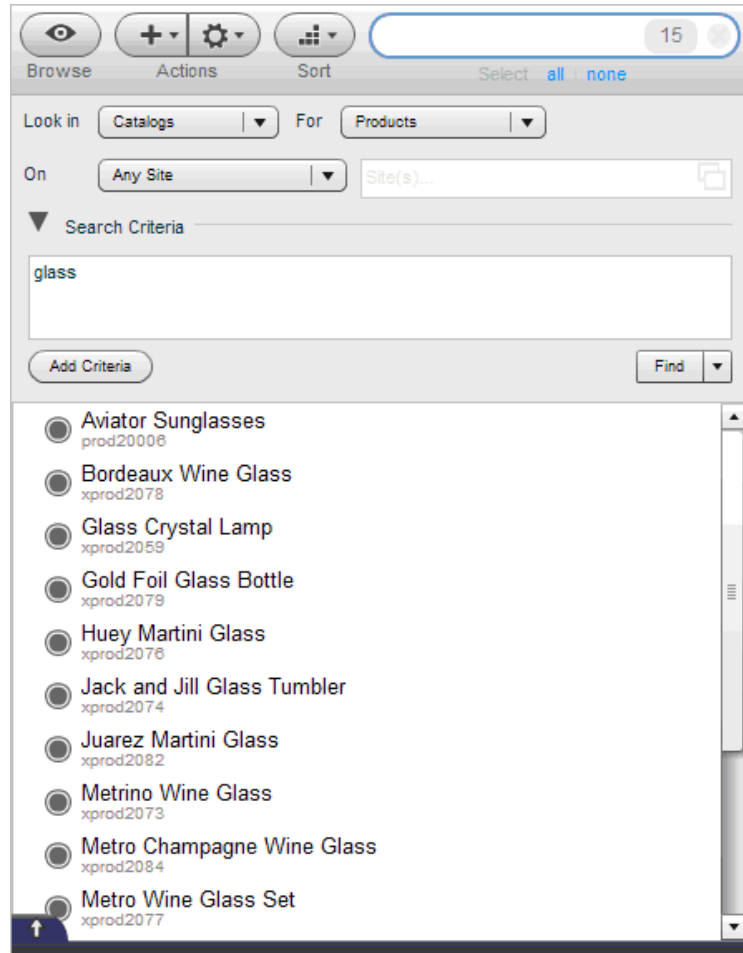 15
Browse Actions Sort Select all none
Look in Catalogs For Products
On Any Site Site(s)...
Search Criteria
glass
Add Criteria Find
Aviator Sunglasses
prod20006
Bordeaux Wine Glass
xprod2078
Glass Crystal Lamp
xprod2059
Gold Foil Glass Bottle
xprod2079
Huey Martini Glass
xprod2076
Jack and Jill Glass Tumbler
xprod2074
Juarez Martini Glass
xprod2082
Metrino Wine Glass
xprod2073
Metro Champagne Wine Glass
xprod2084
Metro Wine Glass Set
xprod2077